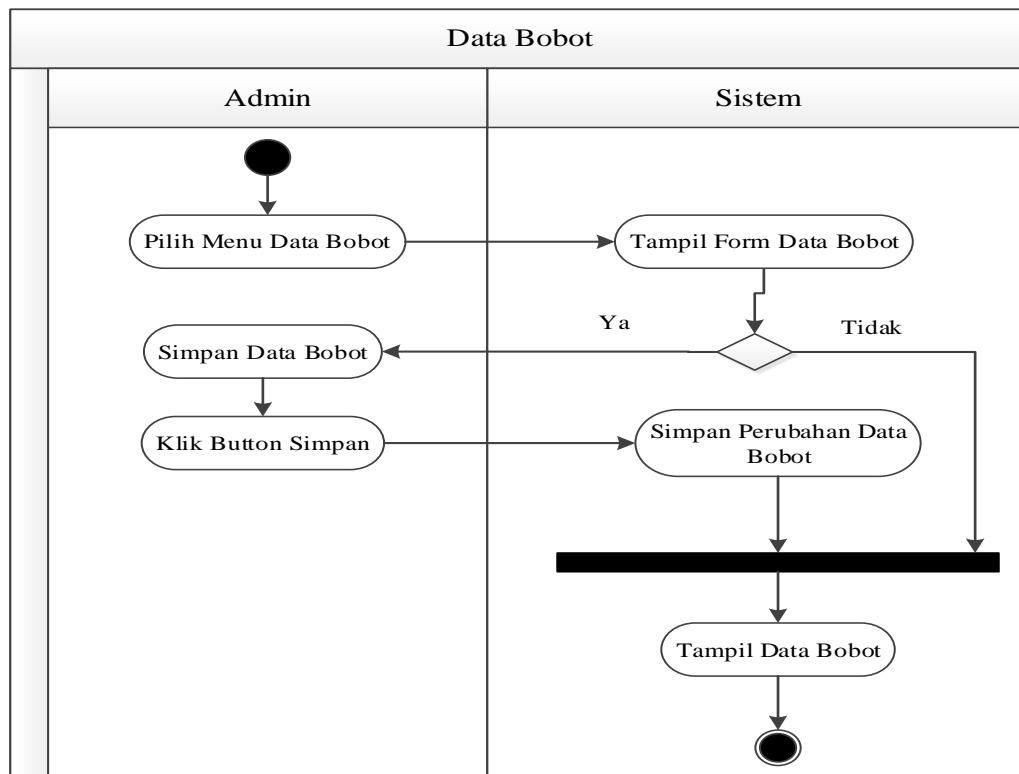 Data Bobot
Admin
Sistem
Pilih Menu Data Bobot
Tampil Form Data Bobot
Ya
Tidak
Simpan Data Bobot
Klik Button Simpan
Simpan Perubahan Data
Bobot
Tampil Data Bobot